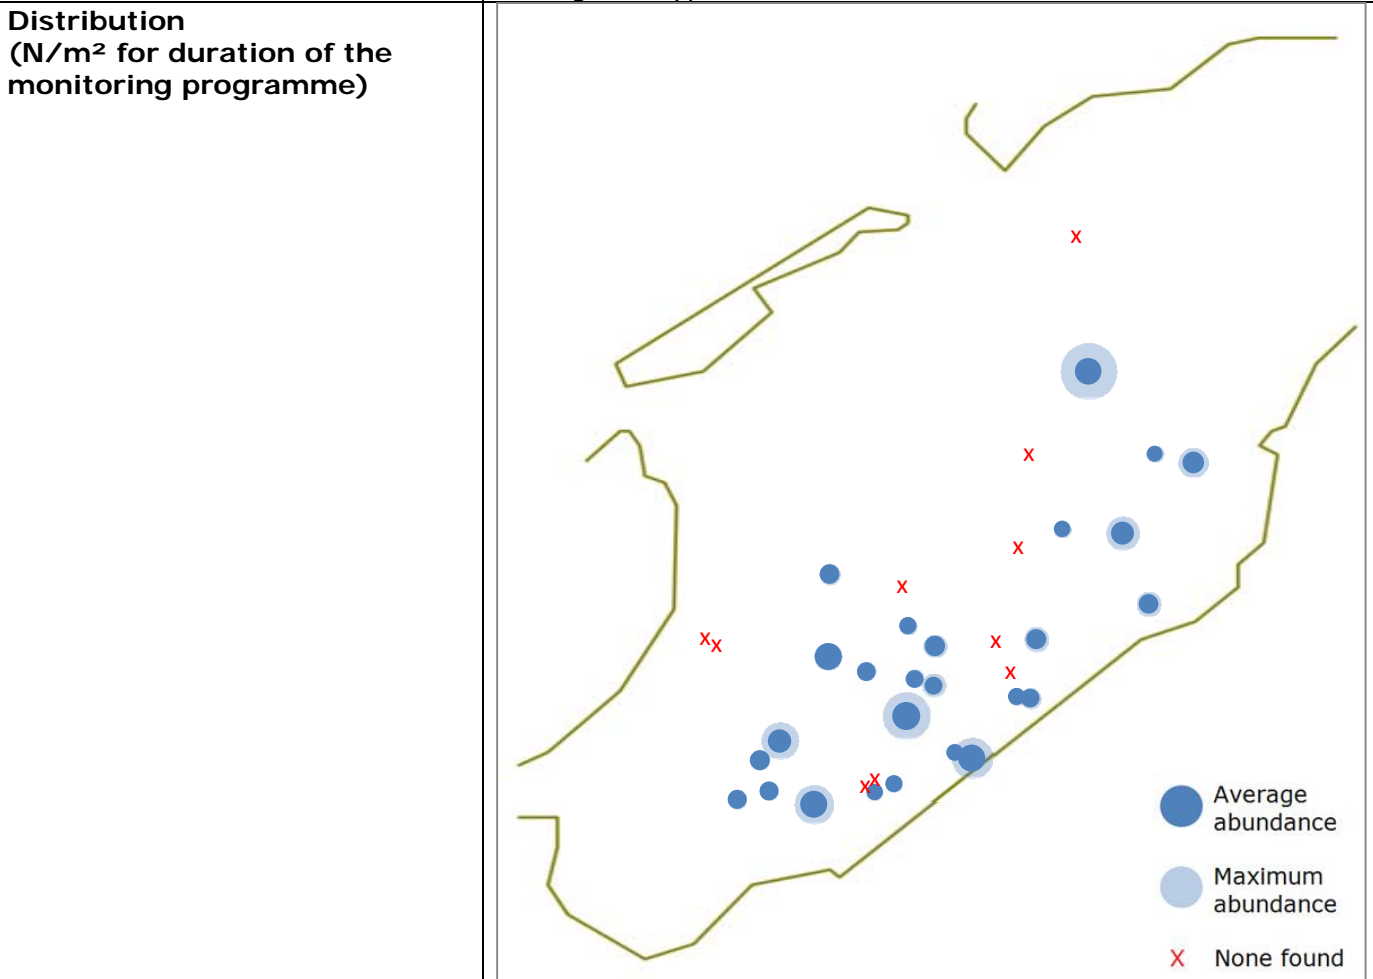 Distribution
(N/m² for duration of the
monitoring programme)
x
x
x
x
x
x
x
x
x
x
Average
abundance
Maximum
abundance
x None found